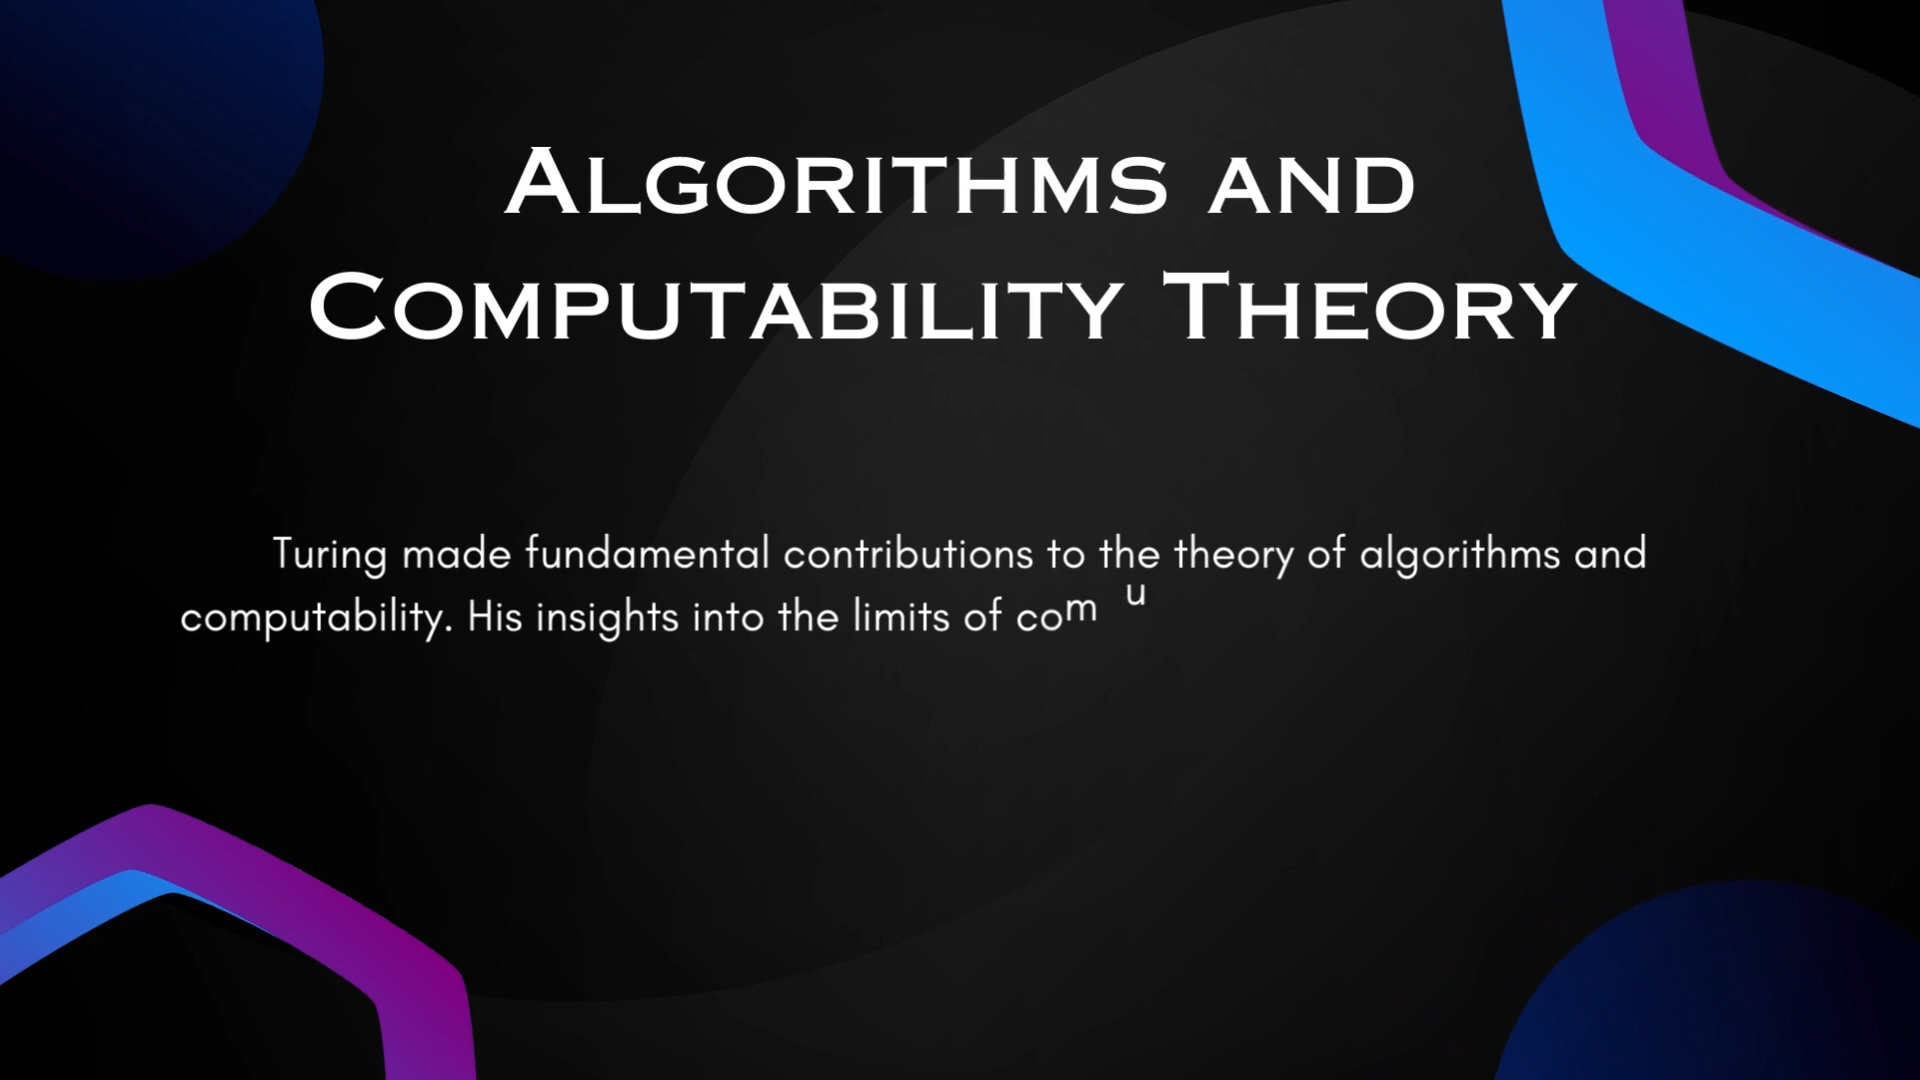 Algorithms and
Computability Theory
Turing made fundamental contributions to the theory of algorithms and
computability. His insights into the limits of com u